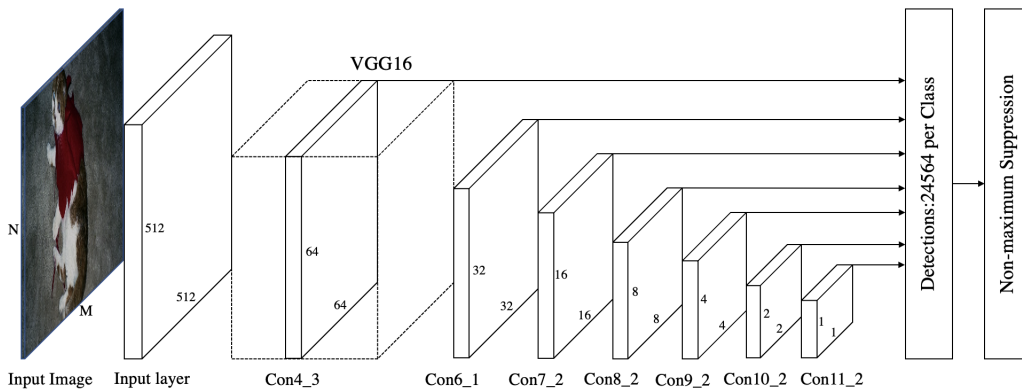 VGG16
N
M
512
512
64
64
32
32
16
16
8
8
4
4
2
2
1
1
Detections:24564 per Class
Non-maximum Suppression
Input Image
Input layer
Con4_3
Con6_1
Con7_2
Con8_2
Con9_2
Con10_2
Con11_2